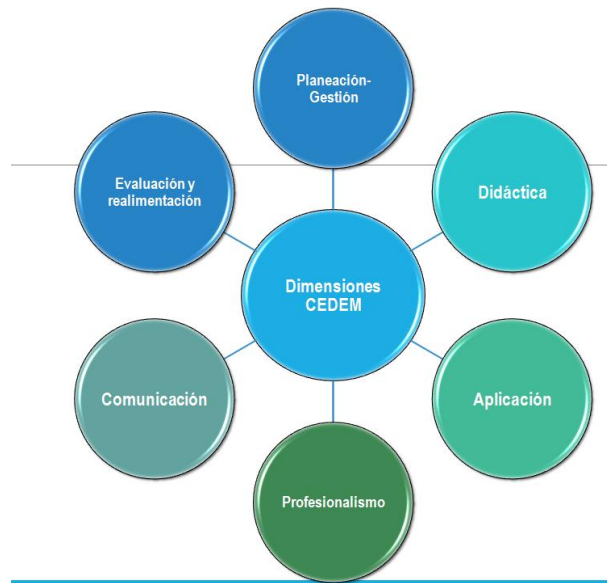 Planeación-
Gestión
Evaluación y
realimentación
Didáctica
Dimensiones
CEDEM
Comunicación
Aplicación
Profesionalismo